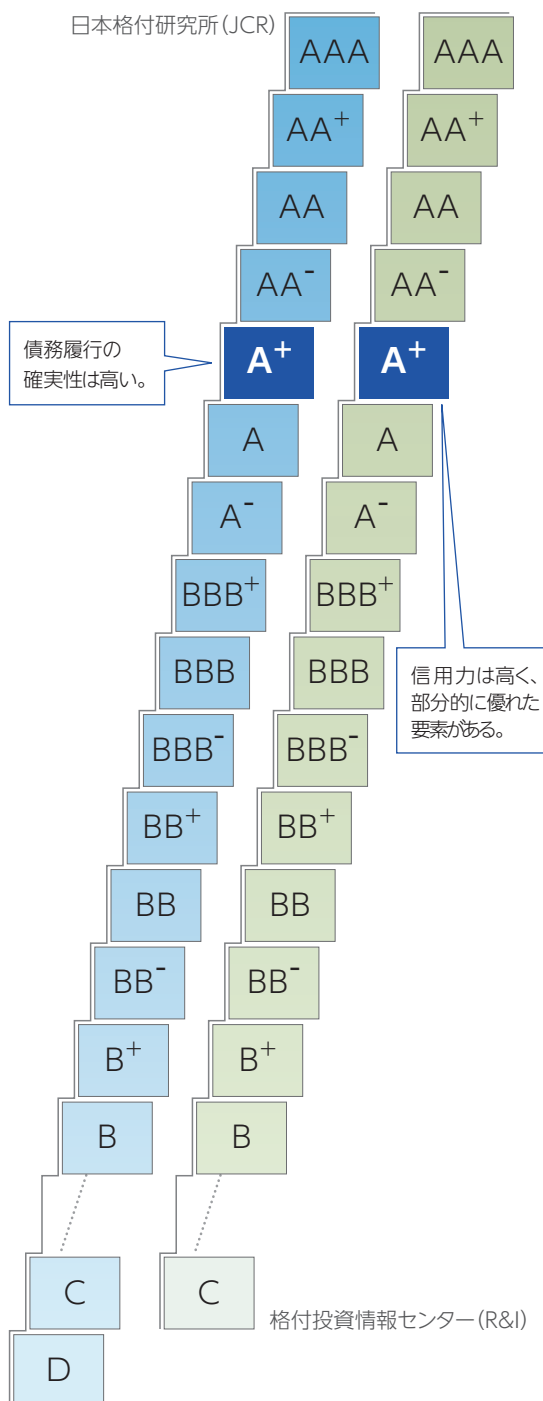 日本格付研究所(JCR)
AAA
AA+
AA
AA-
A+
A
A-
BBB+
BBB
BBB-
BB+
BB
BB-
B+
B
C
D
債務履行の
確実性は高い。
AAA
AA+
AA
AA-
A+
A
A-
BBB+
BBB
BBB-
BB+
BB
BB-
B+
B
C
信用力は高く、
部分的に優れた
要素がある。
格付投資情報センター(R&I)